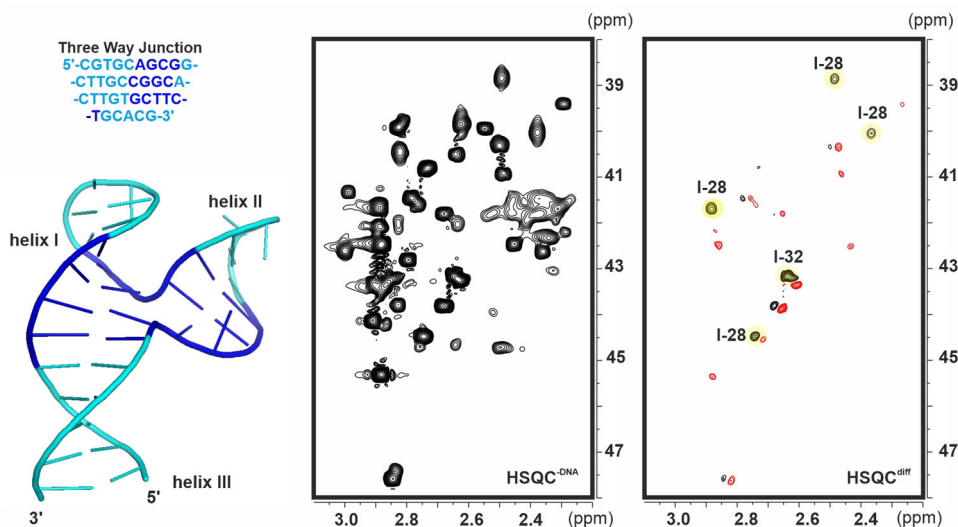 Three Way Junction
5'-CGTGCAGCGG-
-CTTGCCGGCA-
-CTTGTGCTTC-
-TGCACG-3'
helix I
helix II
helix III
5'
3'
(ppm)
39
41
43
45
47
HSQC-DNA
3.0
2.8
2.6
2.4
(ppm)
(ppm)
I-28
I-28
I-28
I-32
I-28
39
41
43
45
47
HSQCdiff
3.0
2.8
2.6
2.4
(ppm)